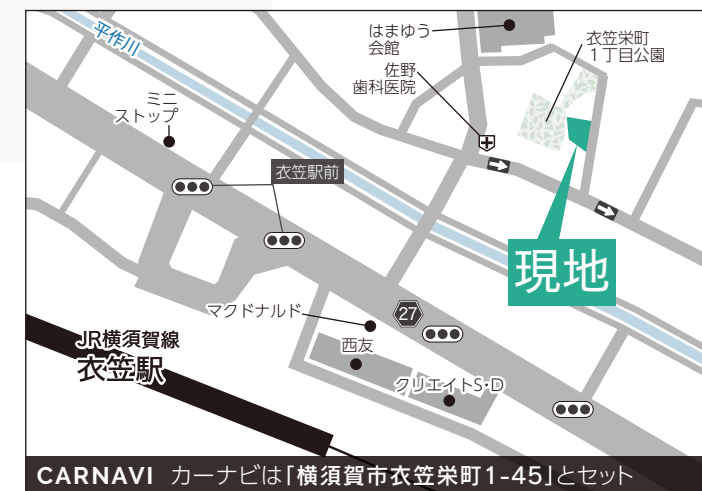 はまゆう
会館
衣笠栄町
1丁目公園
平作川
佐野
歯科医院
ミニ
ストップ
衣笠駅前
現地
マクドナルド
27
JR横須賀線
衣笠駅
西友
クリエイトS・D
CARNAVI カーナビは「横須賀市衣笠栄町1-45」とセット